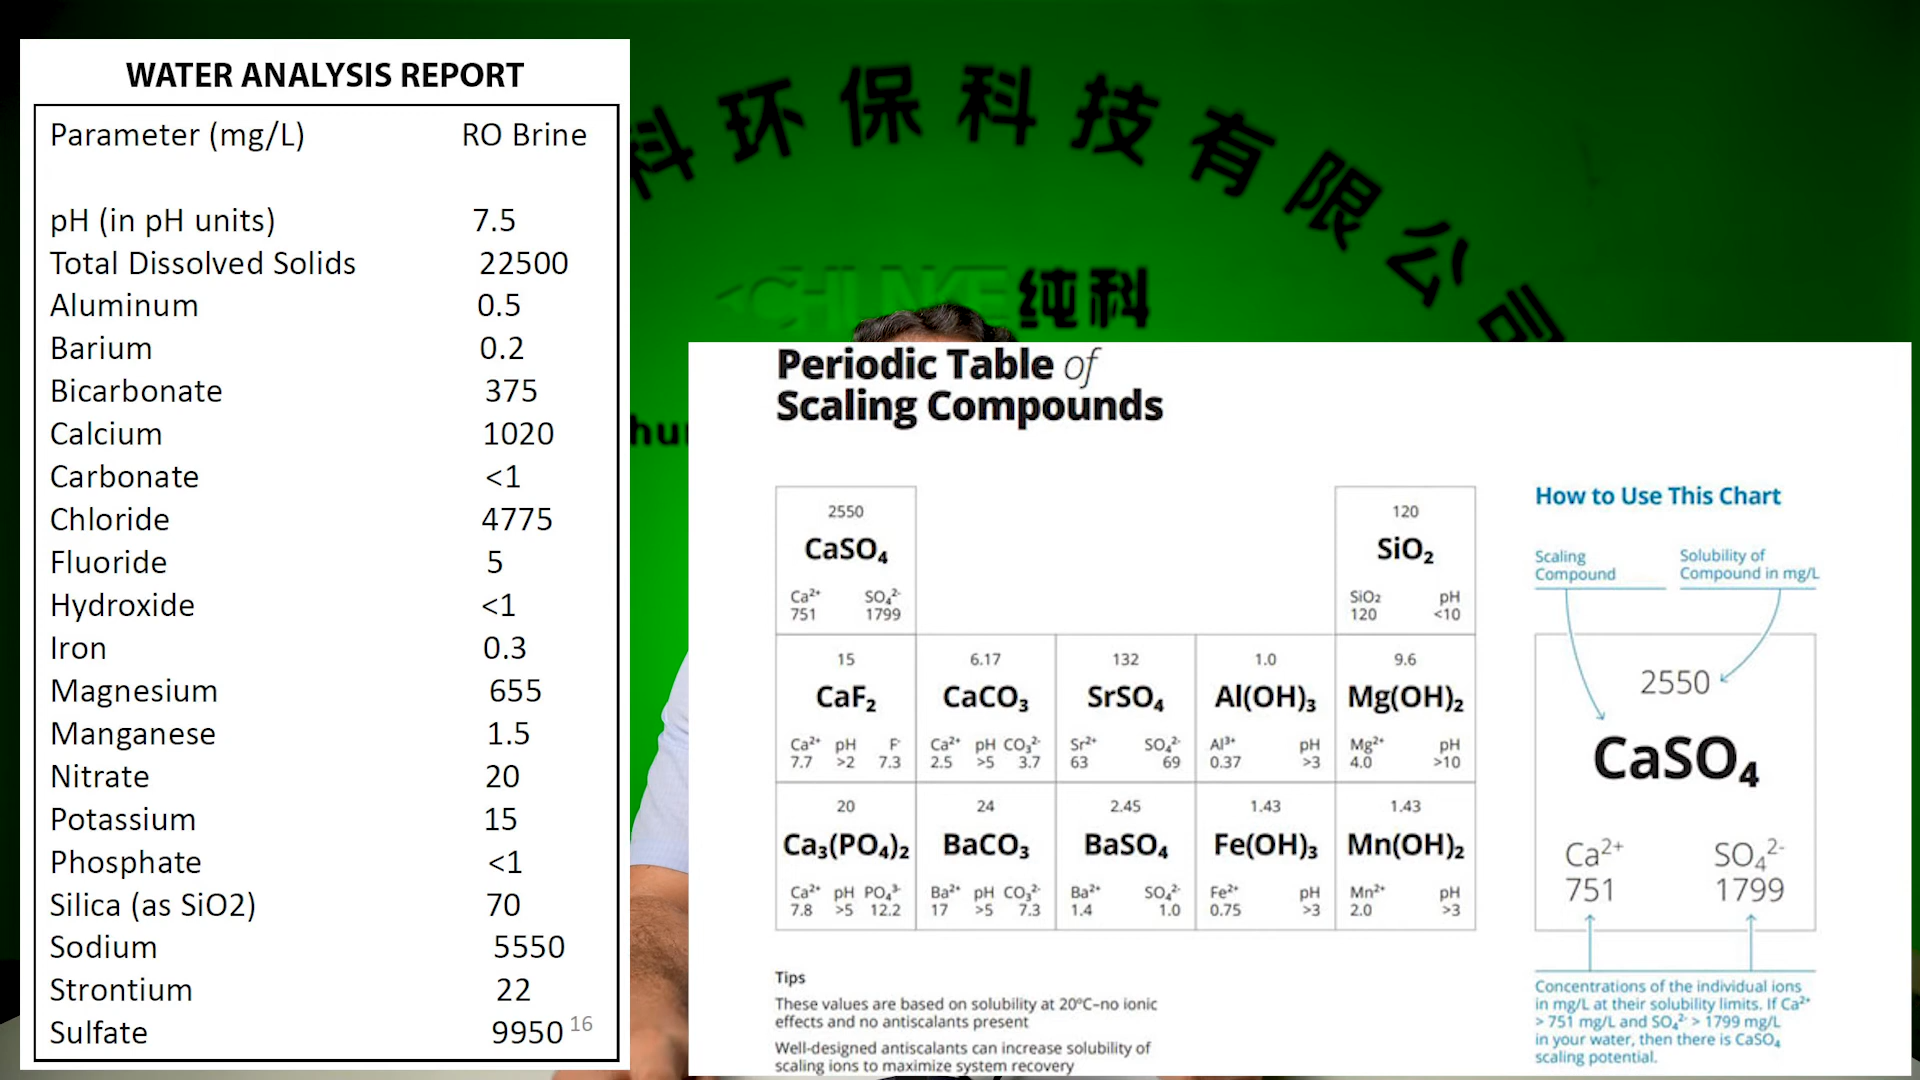 WATER ANALYSIS REPORT
Parameter (mg/L) RO Brine
pH (in pH units) 7.5
Total Dissolved Solids 22500
Aluminum 0.5
Barium 0.2
Bicarbonate 375
Calcium 1020
Carbonate <1
Chloride 4775
Fluoride 5
Hydroxide <1
Iron 0.3
Magnesium 655
Manganese 1.5
Nitrate 20
Potassium 15
Phosphate <1
Silica (as SiO2) 70
Sodium 5550
Strontium 22
Sulfate 9950
16
科环保科技有限公司
CHUNKE 纯科
Periodic Table of
Scaling Compounds
2550
CaSO₄
Ca²⁺ SO₄²⁻
751 1799
120
SiO₂
SiO₂ pH
120 <10
15
CaF₂
Ca²⁺ pH F⁻
7.7 >2 7.3
6.17
CaCO₃
Ca²⁺ pH CO₃²⁻
2.5 >5 3.7
132
SrSO₄
Sr²⁺ SO₄²⁻
63 69
1.0
Al(OH)₃
Al³⁺ pH
0.37 >3
9.6
Mg(OH)₂
Mg²⁺ pH
4.0 >10
20
Ca₃(PO₄)₂
Ca²⁺ pH PO₄³⁻
7.8 >5 12.2
24
BaCO₃
Ba²⁺ pH CO₃²⁻
17 >5 7.3
2.45
BaSO₄
Ba²⁺ SO₄²⁻
1.4 1.0
1.43
Fe(OH)₃
Fe²⁺ pH
0.75 >3
1.43
Mn(OH)₂
Mn²⁺ pH
2.0 >3
Tips
These values are based on solubility at 20ºC–no ionic
effects and no antiscalants present
Well-designed antiscalants can increase solubility of
scaling ions to maximize system recovery
How to Use This Chart
Scaling
Compound
Solubility of
Compound in mg/L
2550
CaSO₄
Ca²⁺ SO₄²⁻
751 1799
Concentrations of the individual ions
in mg/L at their solubility limits. If Ca²⁺
> 751 mg/L and SO₄²⁻ > 1799 mg/L
in your water, then there is CaSO₄
scaling potential.